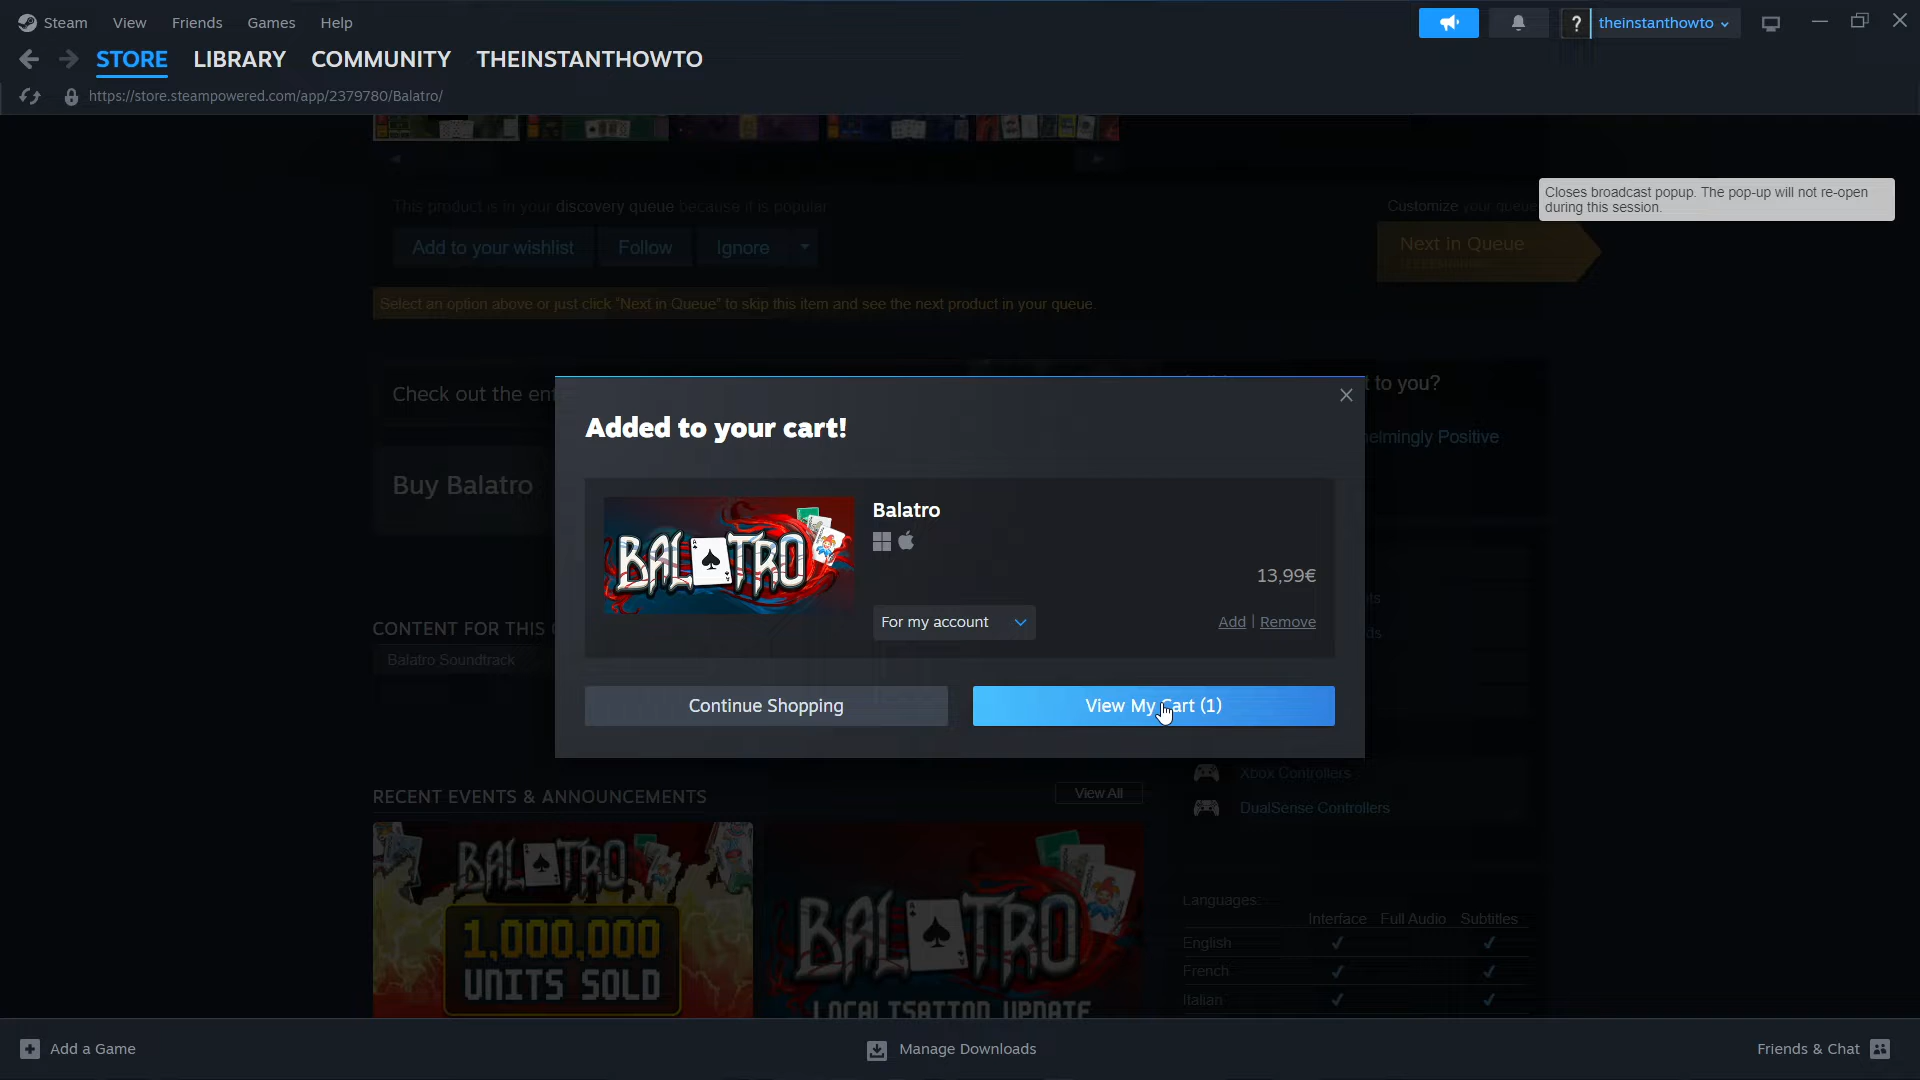 Steam View Friends Games Help
? theinstanthowto
STORE LIBRARY COMMUNITY THEINSTANTHOWTO
https://store.steampowered.com/app/2379780/Balatro/
Closes broadcast popup. The pop-up will not re-open
during this session.
This product is in your discovery queue because it is popular
Customize your queue
Add to your wishlist Follow Ignore
Next in Queue
Select an option above or just click "Next in Queue" to skip this item and see the next product in your queue.
Check out the en
to you?
Added to your cart!
elmingly Positive
Buy Balatro
Balatro
BALATRO
13,99€
For my account
Add | Remove
CONTENT FOR THIS
Balatro Soundtrack
Continue Shopping
View My Cart (1)
Xbox Controllers
DualSense Controllers
RECENT EVENTS & ANNOUNCEMENTS
View All
BALATRO
1,000,000
UNITS SOLD
BALATRO
LOCALISATION UPDATE
Languages:
Interface Full Audio Subtitles
English ✔ ✔
French ✔ ✔
Italian ✔ ✔
Add a Game
Manage Downloads
Friends & Chat